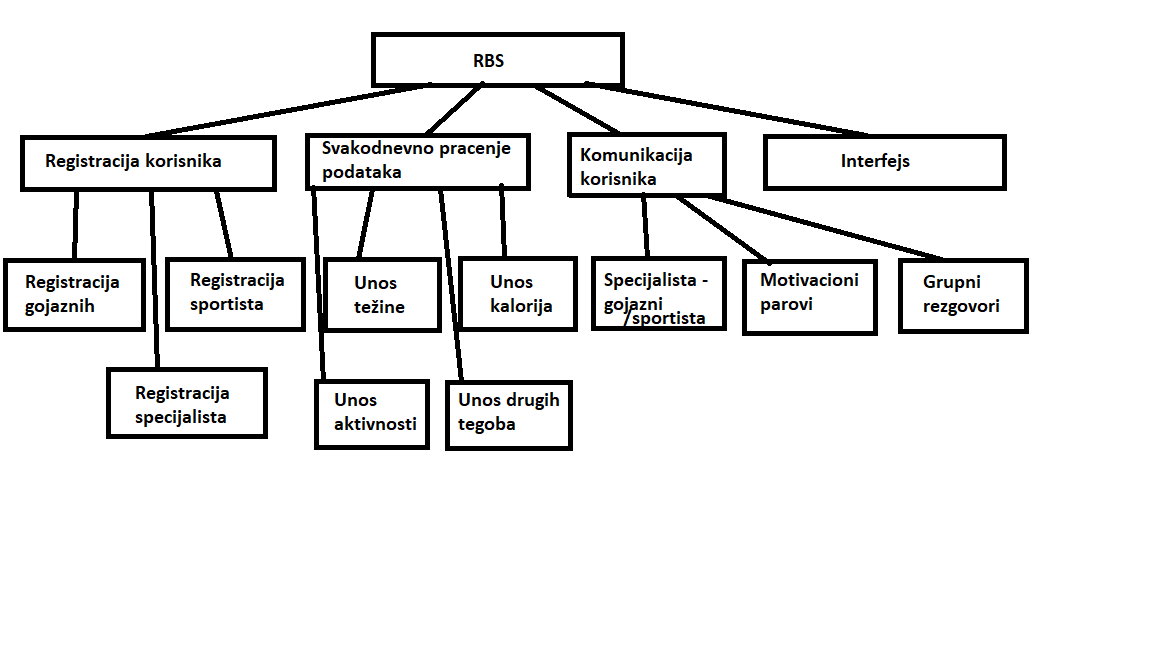 RBS
Registracija korisnika
Svakodnevno pracenje
podataka
Komunikacija
korisnika
Interfejs
Registracija
gojaznih
Registracija
sportista
Unos
težine
Unos
kalorija
Specijalista -
gojazni
/sportista
Motivacioni
parovi
Grupni
rezgovori
Registracija
specijalista
Unos
aktivnosti
Unos drugih
tegoba